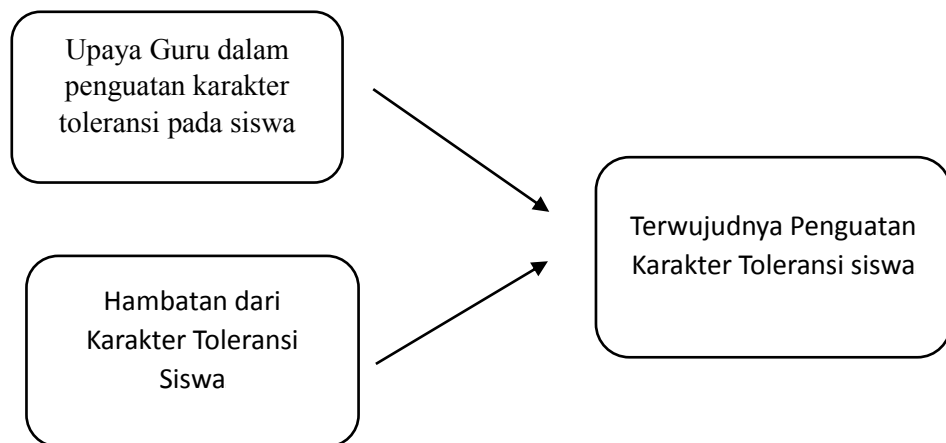 Upaya Guru dalam
penguatan karakter
toleransi pada siswa
Hambatan dari
Karakter Toleransi
Siswa
Terwujudnya Penguatan
Karakter Toleransi siswa